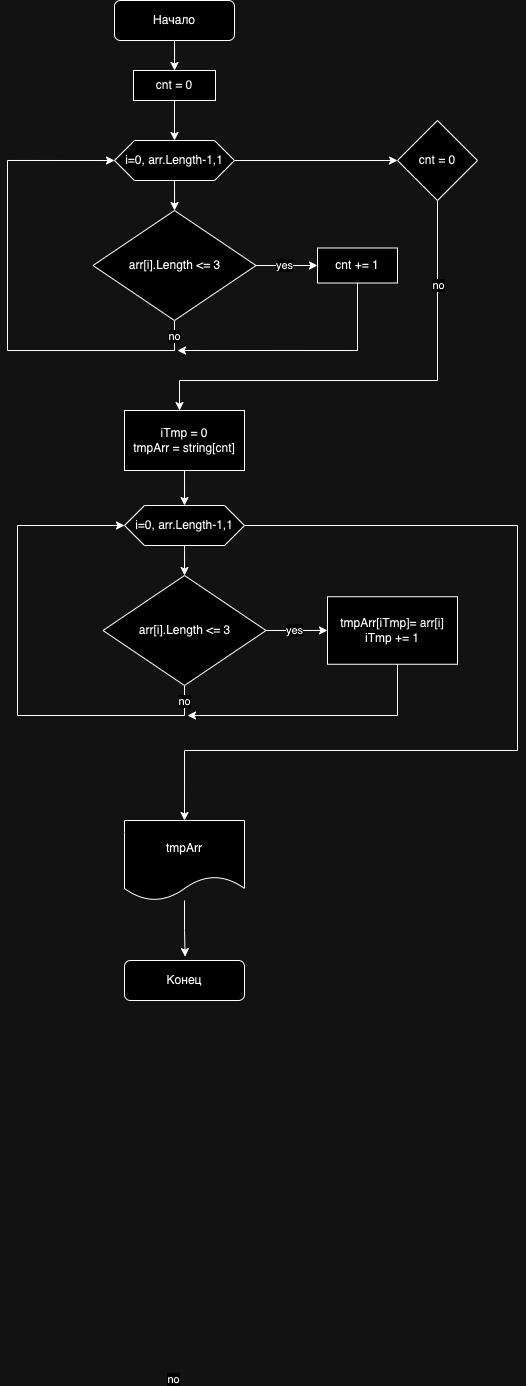 Начало
cnt = 0
i=0, arr.Length-1,1
cnt = 0
arr[i].Length <= 3
yes
cnt += 1
no
no
iTmp = 0
tmpArr = string[cnt]
i=0, arr.Length-1,1
arr[i].Length <= 3
yes
tmpArr[iTmp]= arr[i]
iTmp += 1
no
tmpArr
Конец
no